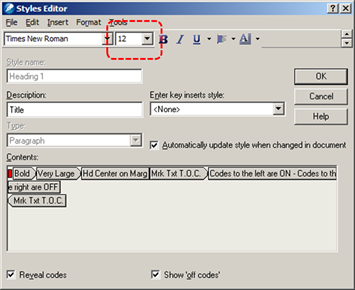 Styles Editor
File Edit Insert Format Tools
Times New Roman 12 B I U A
Style name:
Heading 1
OK
Description:
Enter key inserts style:
Cancel
Title
<None>
Help
Type:
Paragraph
Automatically update style when changed in document
Contents:
Bold Very Large Hd Center on Marg Mrk Txt T.O.C. Codes to the left are ON - Codes to th
e right are OFF
Mrk Txt T.O.C.
Reveal codes
Show 'off codes'